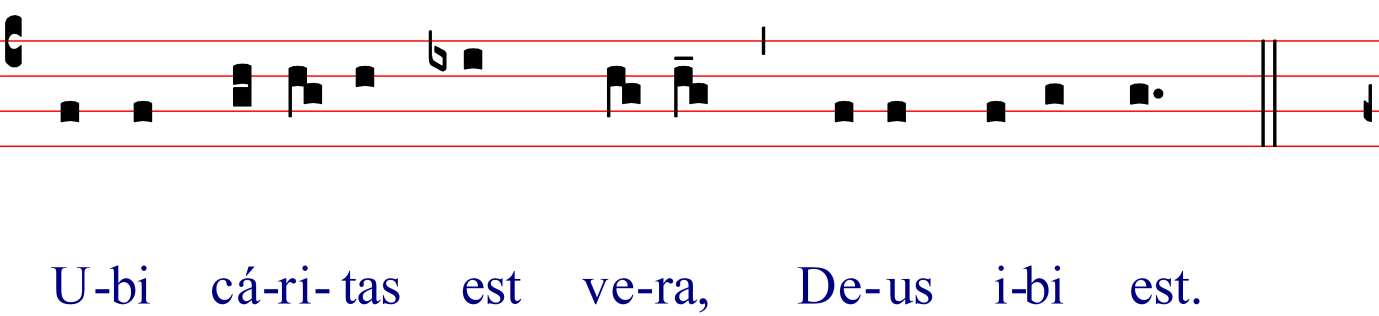 U-bi cá-ri-tas est ve-ra, De-us i-bi est.